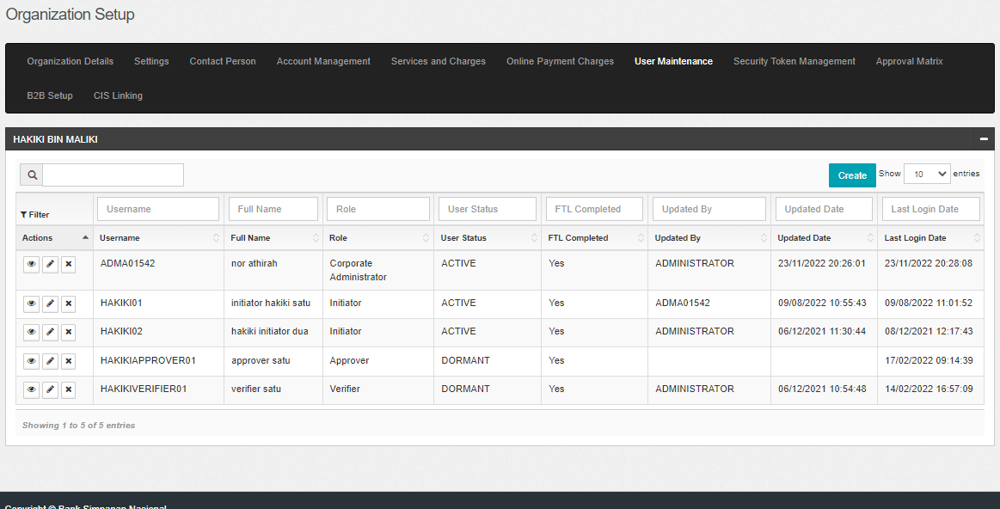 Organization Setup
Organization Details Settings Contact Person Account Management Services and Charges Online Payment Charges User Maintenance Security Token Management Approval Matrix
B2B Setup CIS Linking
HAKIKI BIN MALIKI
Create Show 10 entries
Filter Username Full Name Role User Status FTL Completed Updated By Updated Date Last Login Date
Actions Username Full Name Role User Status FTL Completed Updated By Updated Date Last Login Date
ADMA01542 nor athirah Corporate ACTIVE Yes ADMINISTRATOR 23/11/2022 20:26:01 23/11/2022 20:28:08
Administrator
HAKIKI01 initiator hakiki satu Initiator ACTIVE Yes ADMA01542 09/08/2022 10:55:43 09/08/2022 11:01:52
HAKIKI02 hakiki initiator dua Initiator ACTIVE Yes ADMINISTRATOR 06/12/2021 11:30:44 08/12/2021 12:17:43
HAKIKIAPPROVER01 approver satu Approver DORMANT Yes 17/02/2022 09:14:39
HAKIKIVERIFIER01 verifier satu Verifier DORMANT Yes ADMINISTRATOR 06/12/2021 10:54:48 14/02/2022 16:57:09
Showing 1 to 5 of 5 entries
Copyright © Bank Simpanan Nasional